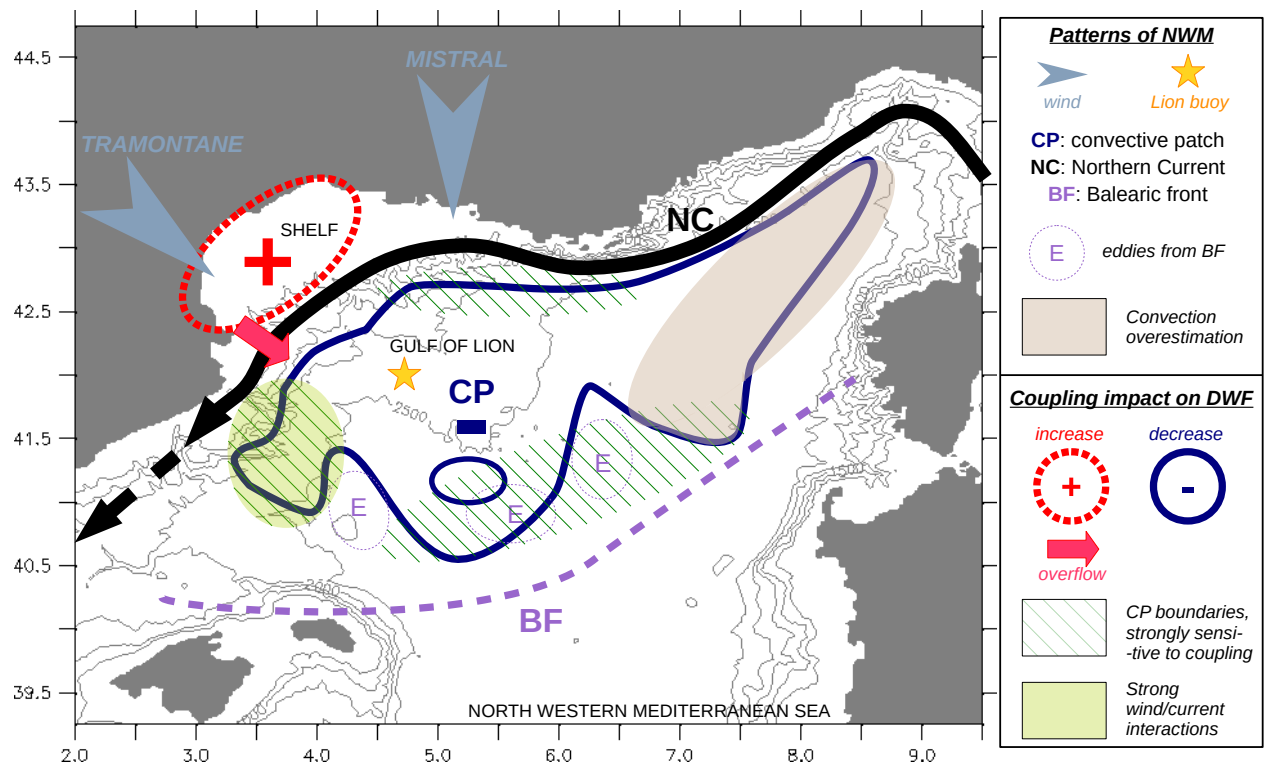 MISTRAL
TRAMONTANE
SHELF
NC
GULF OF LION
CP
2500
E
E
E
2500
BF
NORTH WESTERN MEDITERRANEAN SEA
44.5
43.5
42.5
41.5
40.5
39.5
2.0 3.0 4.0 5.0 6.0 7.0 8.0 9.0
Patterns of NWM
wind
Lion buoy
CP: convective patch
NC: Northern Current
BF: Balearic front
E
eddies from BF
Convection
overestimation
Coupling impact on DWF
increase
decrease
+
-
overflow
CP boundaries,
strongly sensi-
-tive to coupling
Strong
wind/current
interactions